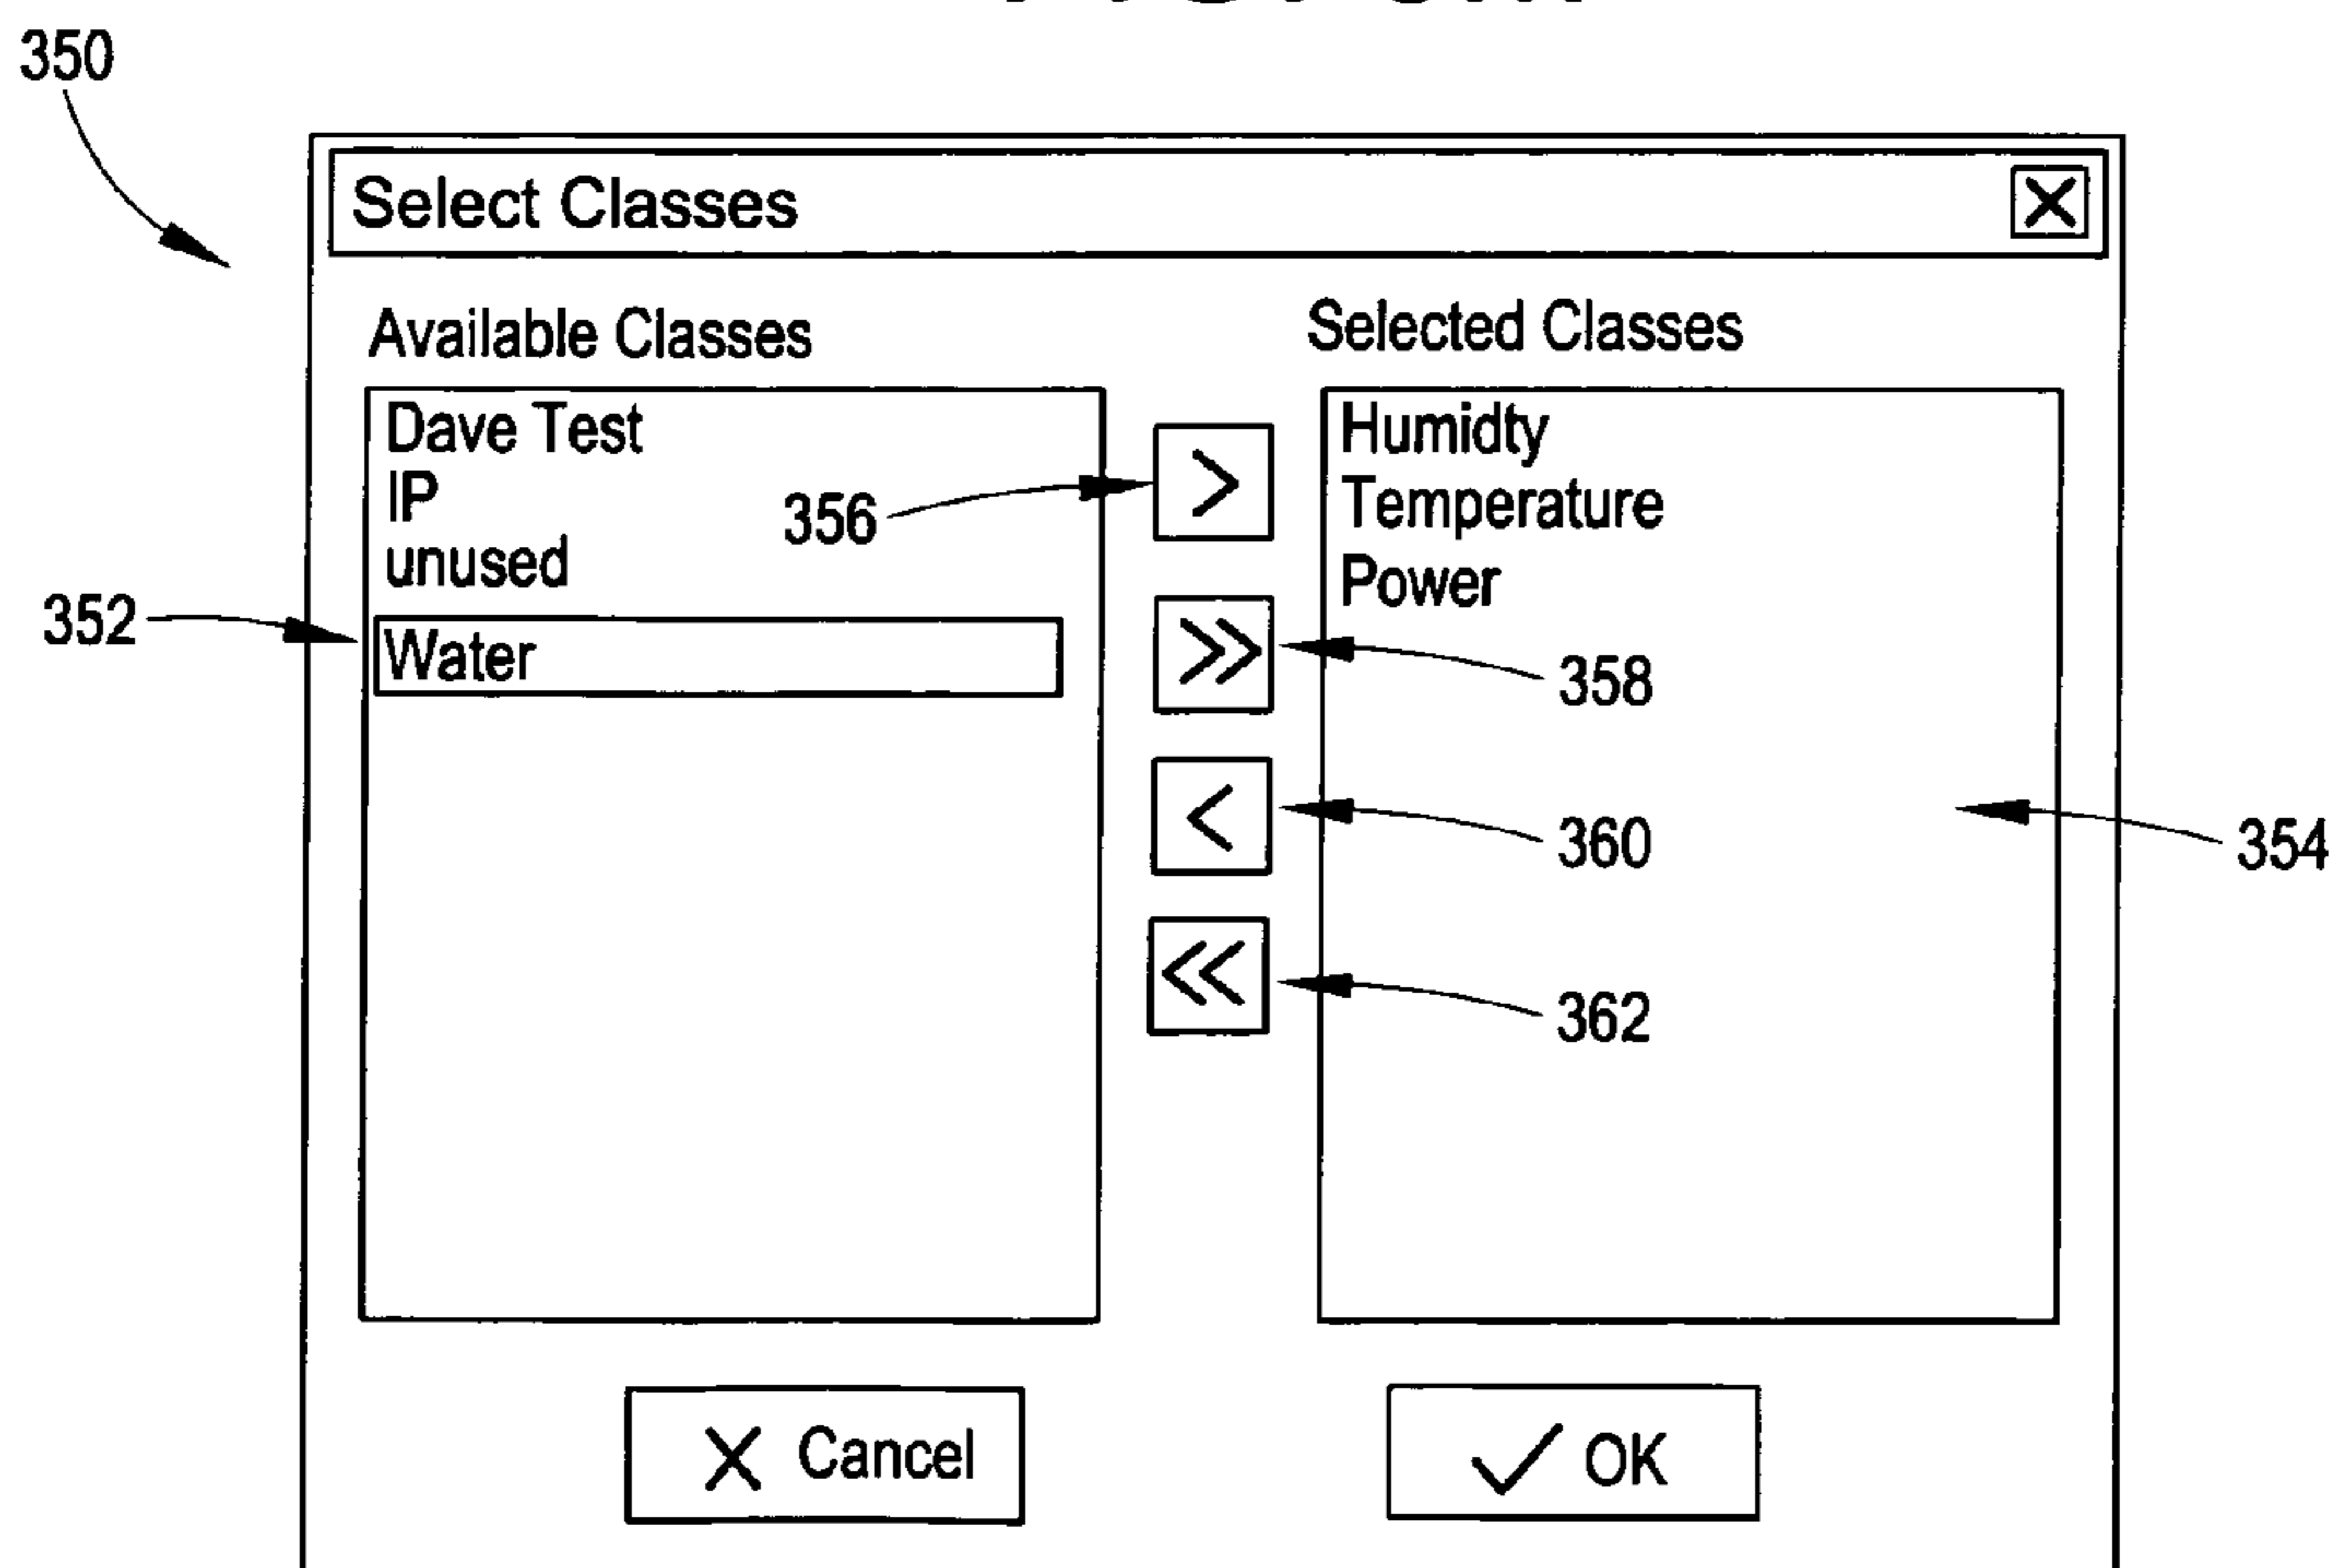 350
Select Classes
Available Classes
Selected Classes
Dave Test
IP
unused
Water
Humidty
Temperature
Power
352
356
>
>>
358
<
360
<<
362
354
X Cancel
✓ OK